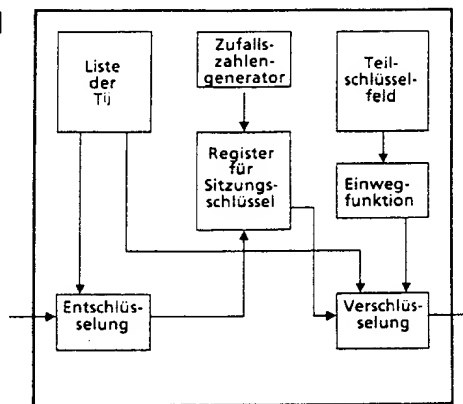 Liste
der
Tij
Zufalls-
zahlen-
generator
Teil-
schlüssel-
feld
Register
für
Sitzungs-
schlüssel
Einweg-
funktion
Entschlüs-
selung
Verschlüs-
selung